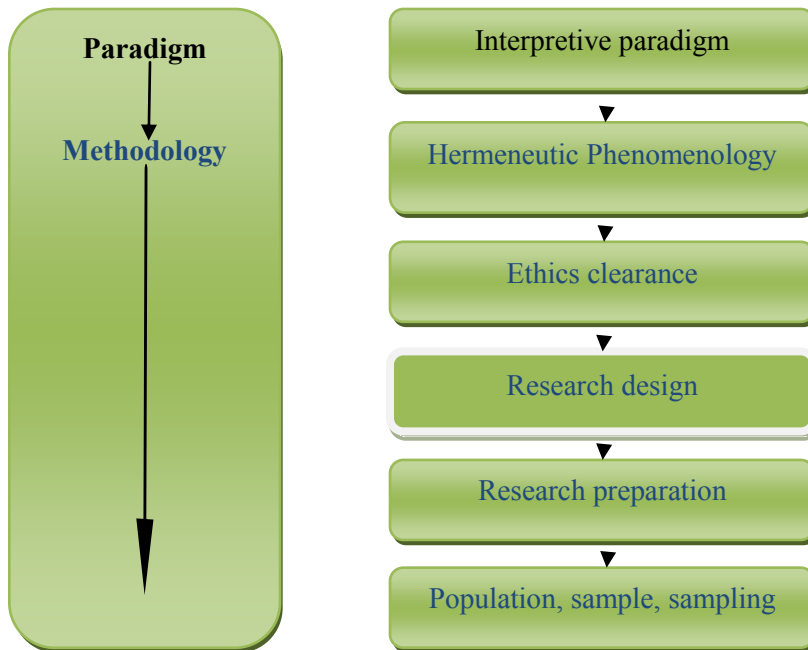 Paradigm
Methodology
Interpretive paradigm
Hermeneutic Phenomenology
Ethics clearance
Research design
Research preparation
Population, sample, sampling